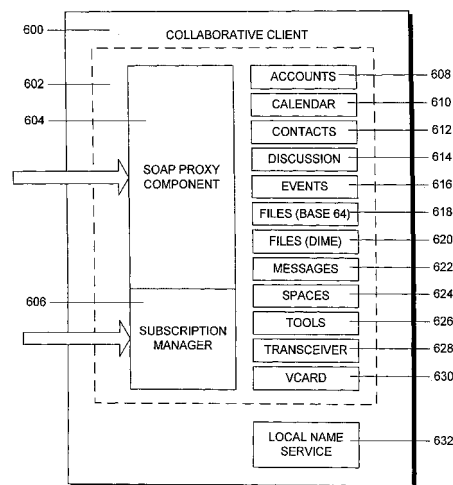 600
COLLABORATIVE CLIENT
602
604
SOAP PROXY
COMPONENT
606
SUBSCRIPTION
MANAGER
ACCOUNTS
608
CALENDAR
610
CONTACTS
612
DISCUSSION
614
EVENTS
616
FILES (BASE 64)
618
FILES (DIME)
620
MESSAGES
622
SPACES
624
TOOLS
626
TRANSCEIVER
628
VCARD
630
LOCAL NAME
SERVICE
632